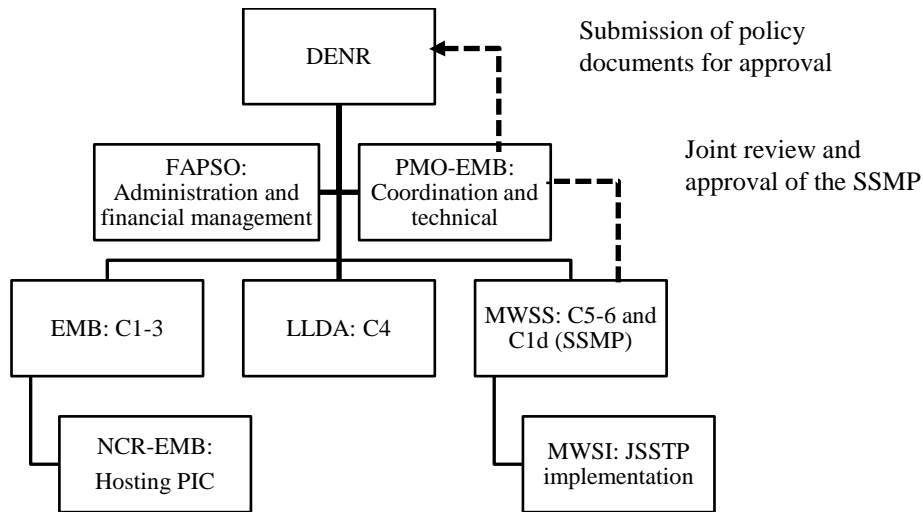 DENR
Submission of policy
documents for approval
FAPSO:
Administration and
financial management
PMO-EMB:
Coordination and
technical
Joint review and
approval of the SSMP
EMB: C1-3
LLDA: C4
MWSS: C5-6 and
C1d (SSMP)
NCR-EMB:
Hosting PIC
MWSI: JSSTP
implementation